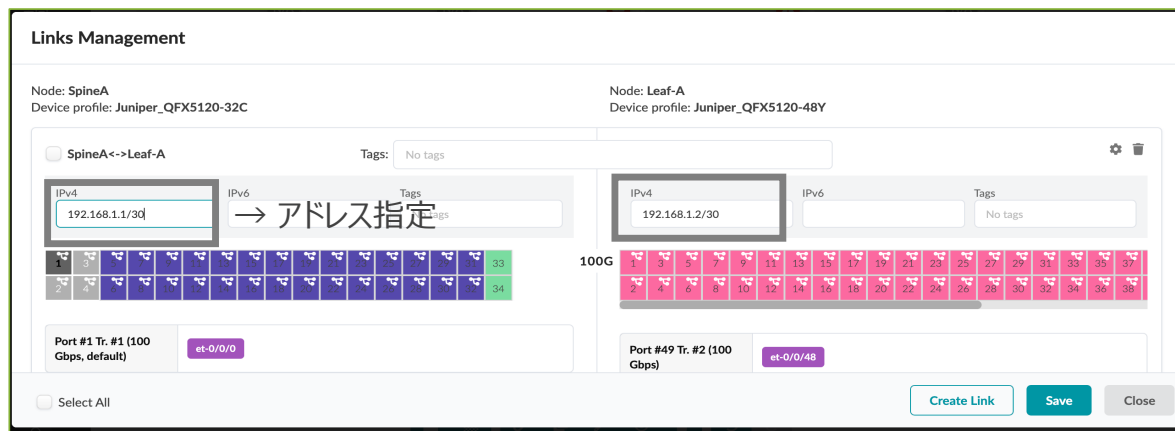 Links Management
Node: SpineA
Device profile: Juniper_QFX5120-32C
Node: Leaf-A
Device profile: Juniper_QFX5120-48Y
SpineA<->Leaf-A
Tags: No tags
IPv4 IPv6 Tags
192.168.1.1/30 → アドレス指定
IPv4 IPv6 Tags
192.168.1.2/30 No tags
1 3 33
2 4 34
100G
1 3 5 7 9 11 13 15 17 19 21 23 25 27 29 31 33 35 37
2 4 6 8 10 12 14 16 18 20 22 24 26 28 30 32 34 36 38
Port #1 Tr. #1 (100
Gbps, default)
et-0/0/0
Port #49 Tr. #2 (100
Gbps)
et-0/0/48
Select All
Create Link
Save
Close